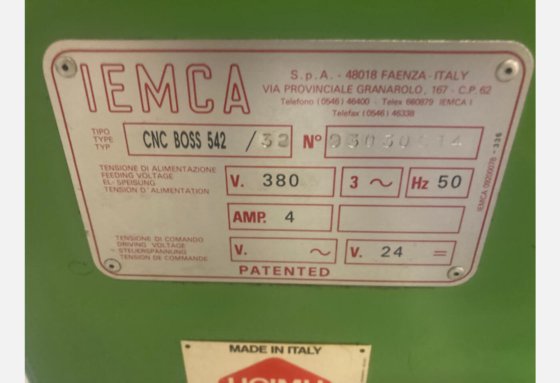 IEMCA
S.p.A. - 48018 FAENZA - ITALY
VIA PROVINCIALE GRANAROLO, 167 - C.P. 62
Telefono (0546) 46400 - Telex 660879 IEMCA I
Telefax (0546) 46338
TIPO
TYPE
TYP
CNC BOSS 542 /32 N°
TENSIONE DI ALIMENTAZIONE
FEEDING VOLTAGE
EL-SPEISUNG
TENSION D'ALIMENTATION
V. 380 3 ~ Hz 50
AMP. 4
TENSIONE DI COMANDO
DRIVING VOLTAGE
STEUERSPANNUNG
TENSION DE COMMANDE
V. ~ V. 24 =
PATENTED
MADE IN ITALY